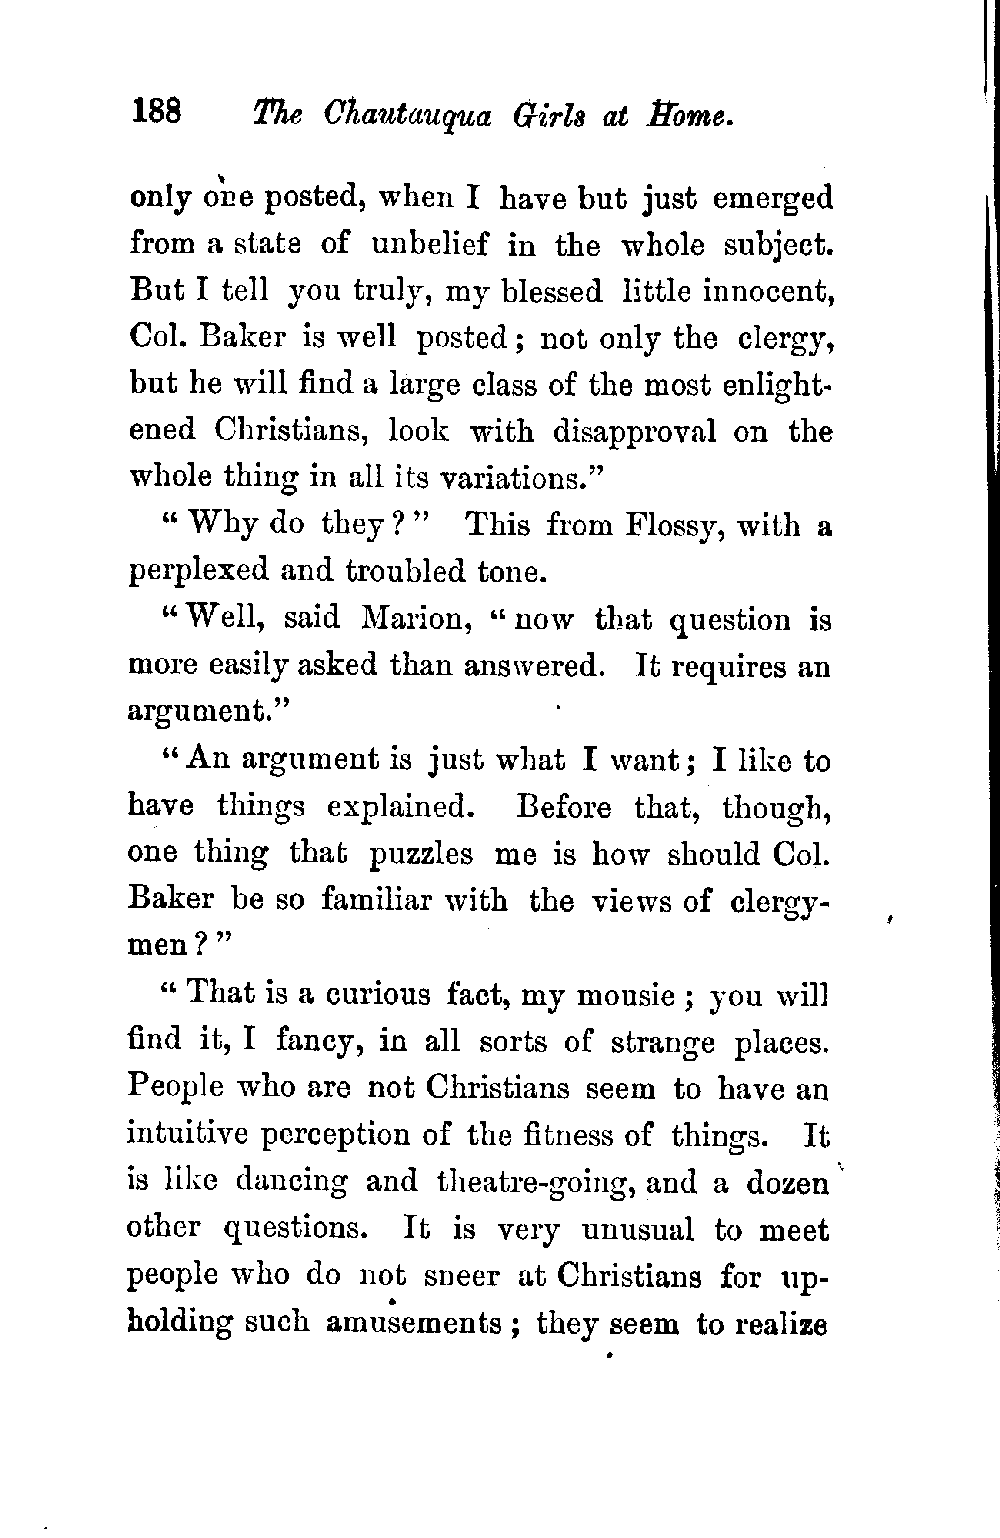 188 The Chautauqua Girls at Home.
only one posted, when I have but just emerged
from a state of unbelief in the whole subject.
But I tell you truly, my blessed little innocent,
Col. Baker is well posted; not only the clergy,
but he will find a large class of the most enlight-
ened Christians, look with disapproval on the
whole thing in all its variations.”
“Why do they?” This from Flossy, with a
perplexed and troubled tone.
“Well, said Marion, “now that question is
more easily asked than answered. It requires an
argument.”
“An argument is just what I want; I like to
have things explained. Before that, though,
one thing that puzzles me is how should Col.
Baker be so familiar with the views of clergy-
men?”
“That is a curious fact, my mousie; you will
find it, I fancy, in all sorts of strange places.
People who are not Christians seem to have an
intuitive perception of the fitness of things. It
is like dancing and theatre-going, and a dozen
other questions. It is very unusual to meet
people who do not sneer at Christians for up-
holding such amusements; they seem to realize